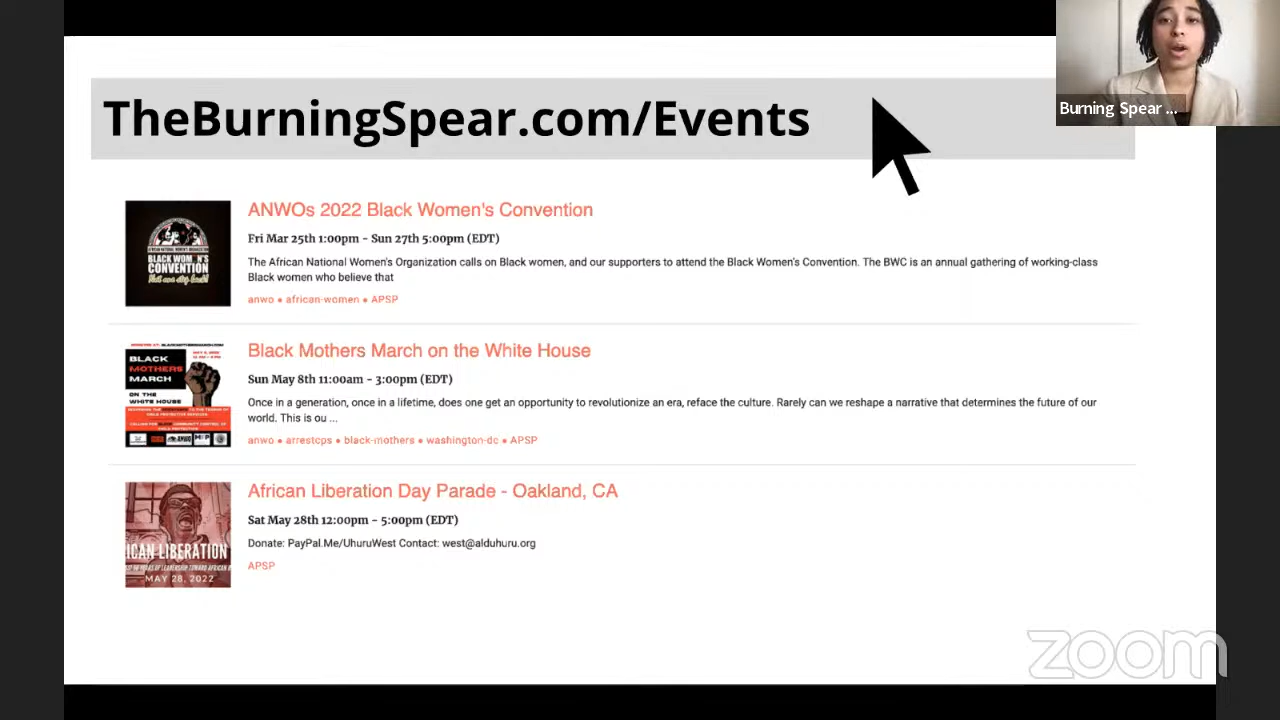 TheBurningSpear.com/Events
Burning Spear ...
ANWOs 2022 Black Women's Convention
Fri Mar 25th 1:00pm - Sun 27th 5:00pm (EDT)
The African National Women's Organization calls on Black women, and our supporters to attend the Black Women's Convention. The BWC is an annual gathering of working-class
Black women who believe that
anwo • african-women • APSP
BLACK WOM_N'S
CONVENTION
Black Mothers March on the White House
Sun May 8th 11:00am - 3:00pm (EDT)
Once in a generation, once in a lifetime, does one get an opportunity to revolutionize an era, reface the culture. Rarely can we reshape a narrative that determines the future of our
world. This is ou ...
anwo • arrestcps • black-mothers • washington-dc • APSP
BLACK
MOTHERS
MARCH
ON THE
WHITE HOUSE
African Liberation Day Parade - Oakland, CA
Sat May 28th 12:00pm - 5:00pm (EDT)
Donate: PayPal.Me/UhuruWest Contact: west@alduhuru.org
APSP
ICAN LIBERATION
MAY 28, 2022
zoom